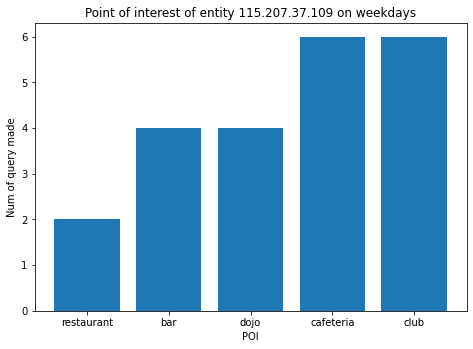 Point of interest of entity 115.207.37.109 on weekdays
Num of query made
6
5
4
3
2
1
0
restaurant bar dojo cafeteria club
POI